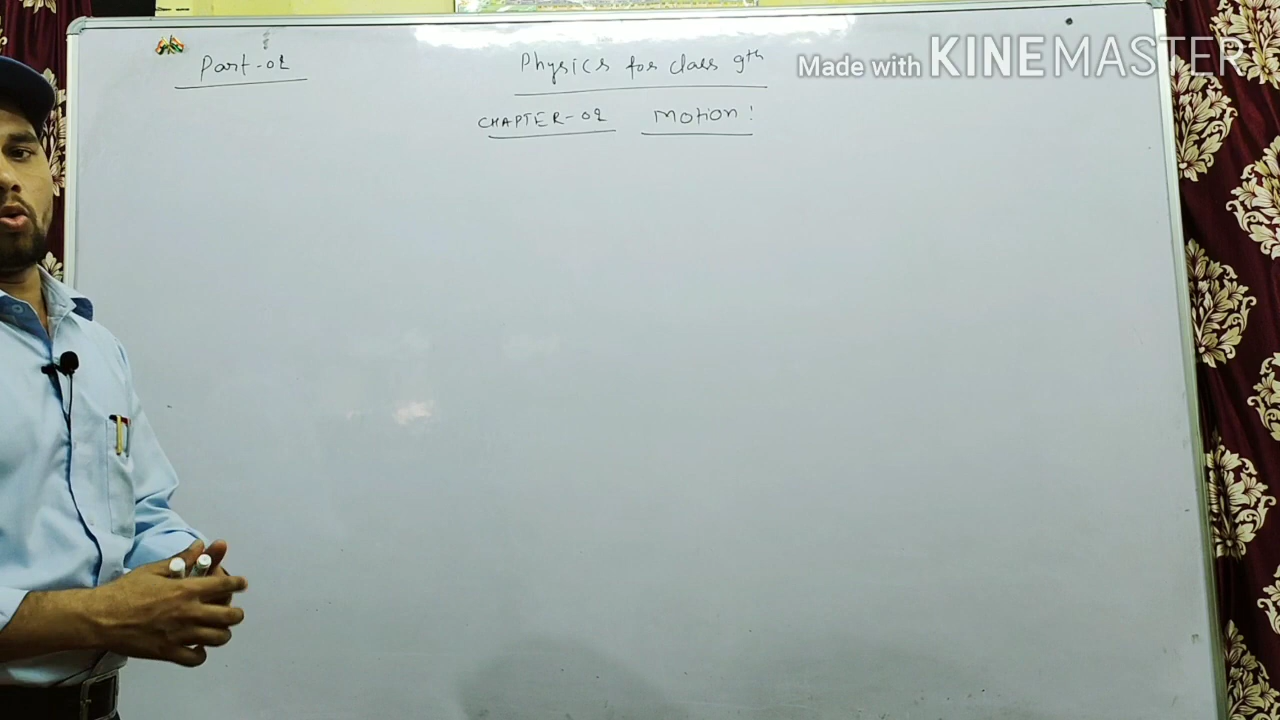 Part-02
Physics for class 9th
CHAPTER-02 Motion!
Made with KINEMASTER